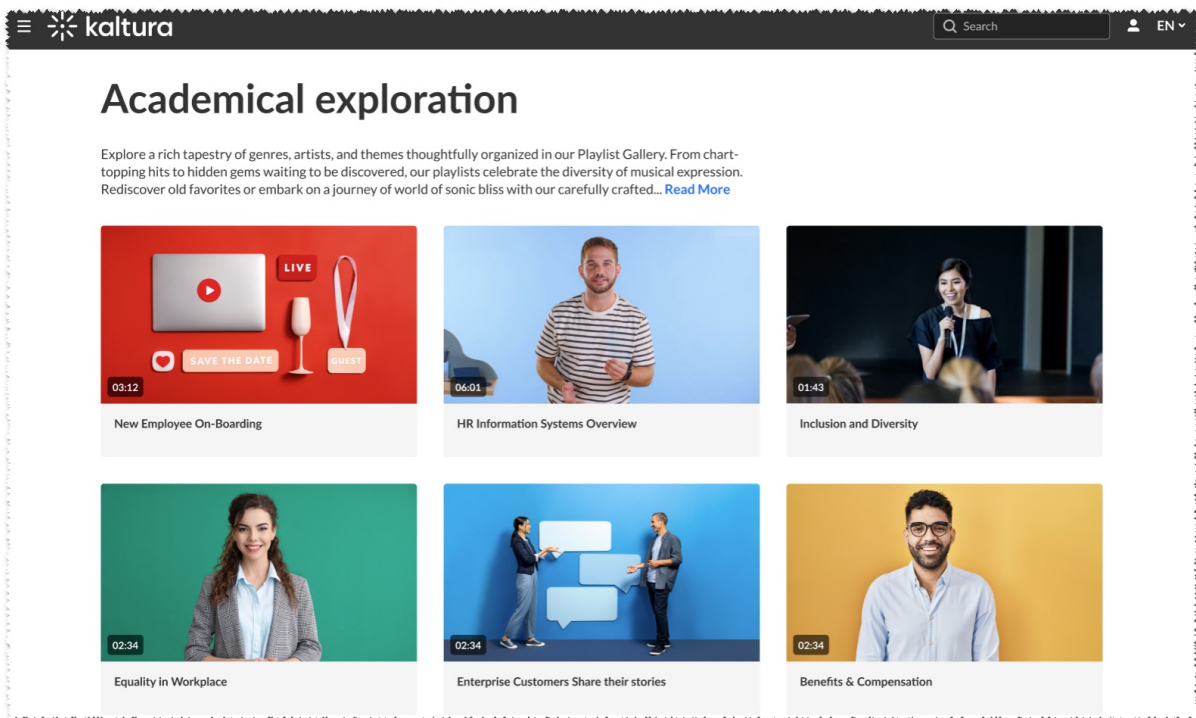 kaltura
Search
EN
Academical exploration
Explore a rich tapestry of genres, artists, and themes thoughtfully organized in our Playlist Gallery. From chart-
topping hits to hidden gems waiting to be discovered, our playlists celebrate the diversity of musical expression.
Rediscover old favorites or embark on a journey of world of sonic bliss with our carefully crafted... Read More
LIVE
SAVE THE DATE
GUEST
03:12
06:01
01:43
New Employee On-Boarding
HR Information Systems Overview
Inclusion and Diversity
02:34
02:34
02:34
Equality in Workplace
Enterprise Customers Share their stories
Benefits & Compensation